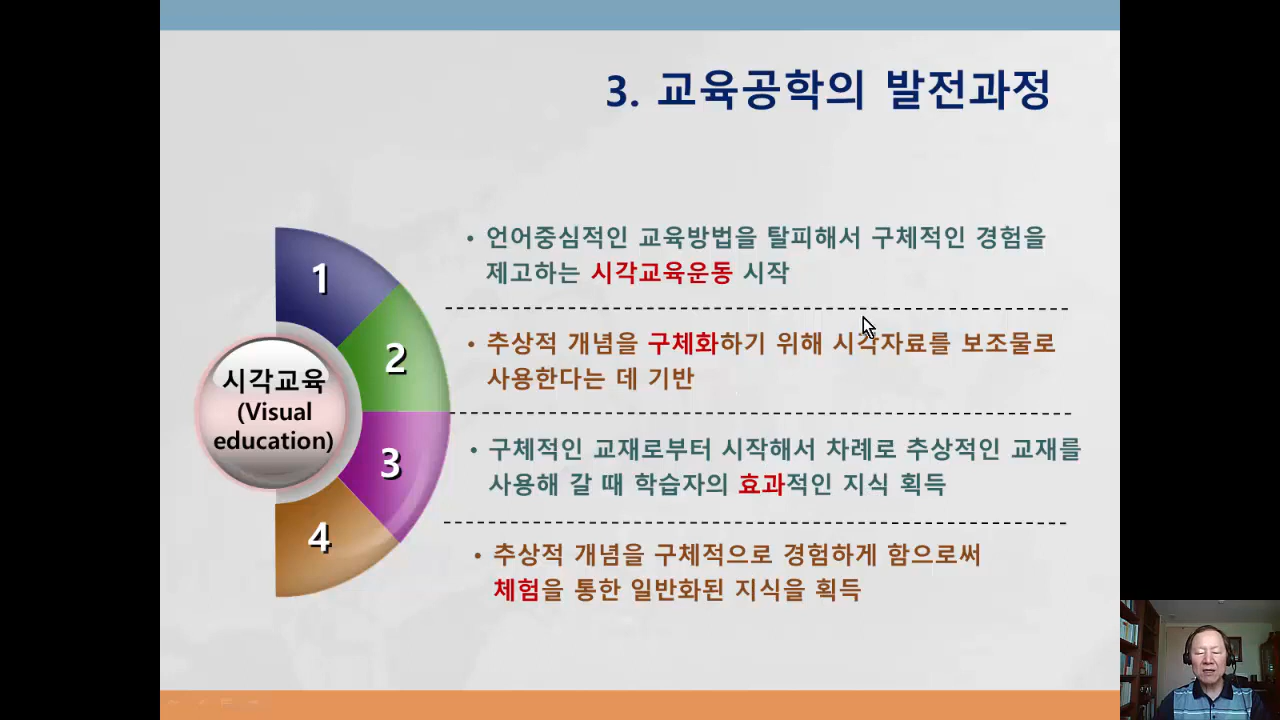 3. 교육공학의 발전과정
1
2
3
4
시각교육
(Visual
education)
• 언어중심적인 교육방법을 탈피해서 구체적인 경험을
제고하는 시각교육운동 시작
• 추상적 개념을 구체화하기 위해 시각자료를 보조물로
사용한다는 데 기반
• 구체적인 교재로부터 시작해서 차례로 추상적인 교재를
사용해 갈 때 학습자의 효과적인 지식 획득
• 추상적 개념을 구체적으로 경험하게 함으로써
체험을 통한 일반화된 지식을 획득